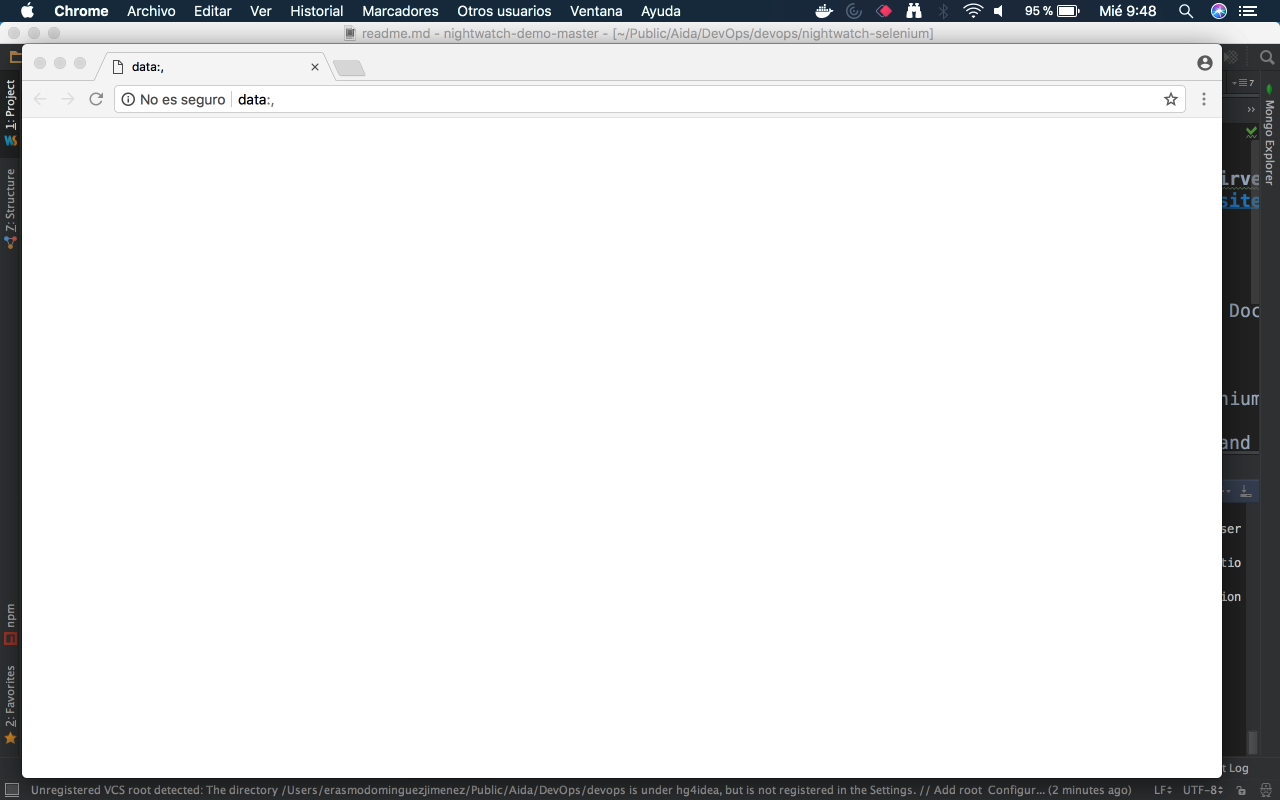 Chrome Archivo Editar Ver Historial Marcadores Otros usuarios Ventana Ayuda 95 % Mié 9:48
readme.md - nightwatch-demo-master - [~/Public/Aida/DevOps/devops/nightwatch-selenium]
data:,
No es seguro data:,
7
1: Project
Z: Structure
npm
2: Favorites
Mongo Explorer
irve
site
Doc
nium
and
ser
tio
ion
t Log
Unregistered VCS root detected: The directory /Users/erasmodominguezjimenez/Public/Aida/DevOps/devops is under hg4idea, but is not registered in the Settings. // Add root Configur... (2 minutes ago) LF UTF-8